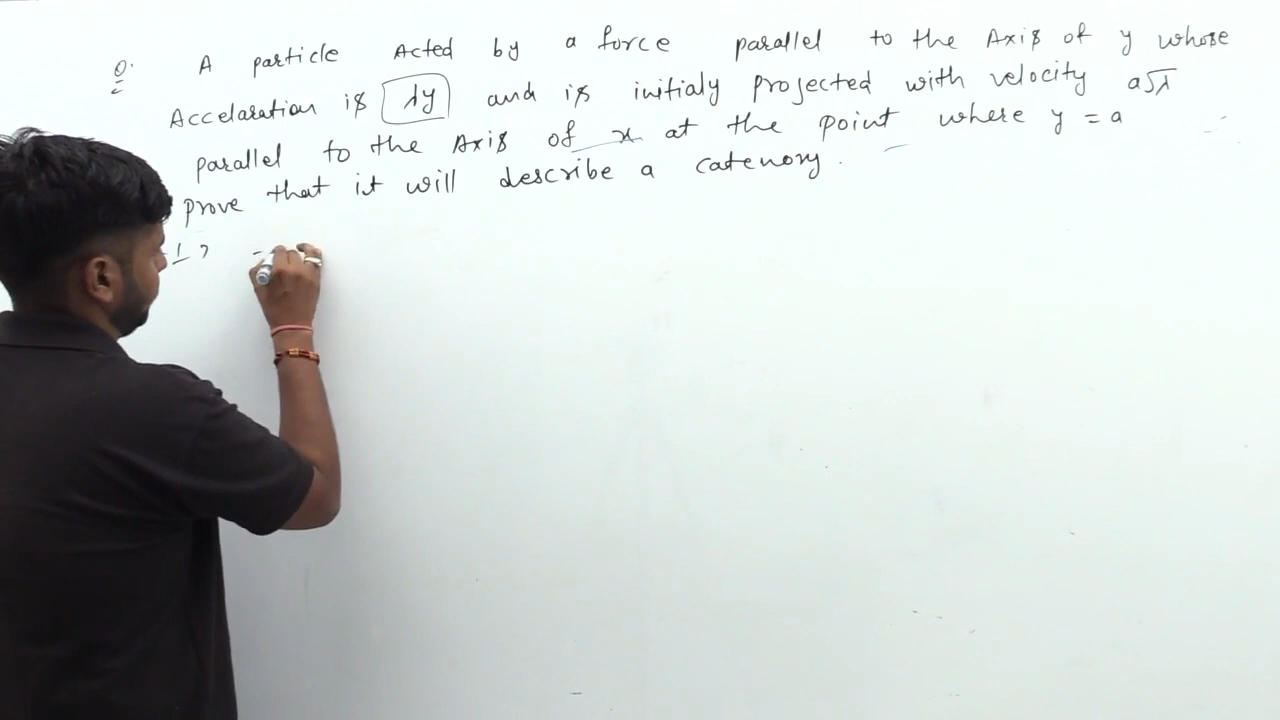 Q. A particle Acted by a force parallel to the Axis of y whose
Accelaration is λy and is initialy projected with velocity a√λ
parallel to the Axis of x at the point where y = a
prove that it will describe a catenory.